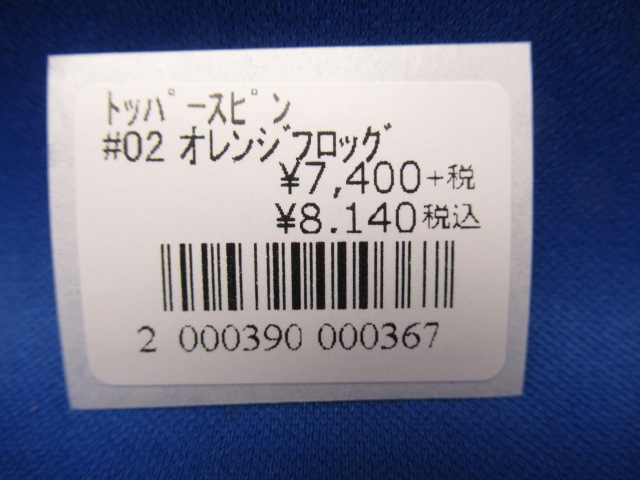 ﾄｯﾊﾟｰｽﾋﾟﾝ
#02 ｵﾚﾝｼﾞﾌﾛｯｸﾞ
¥7,400+税
¥8.140税込
2 000390 000367